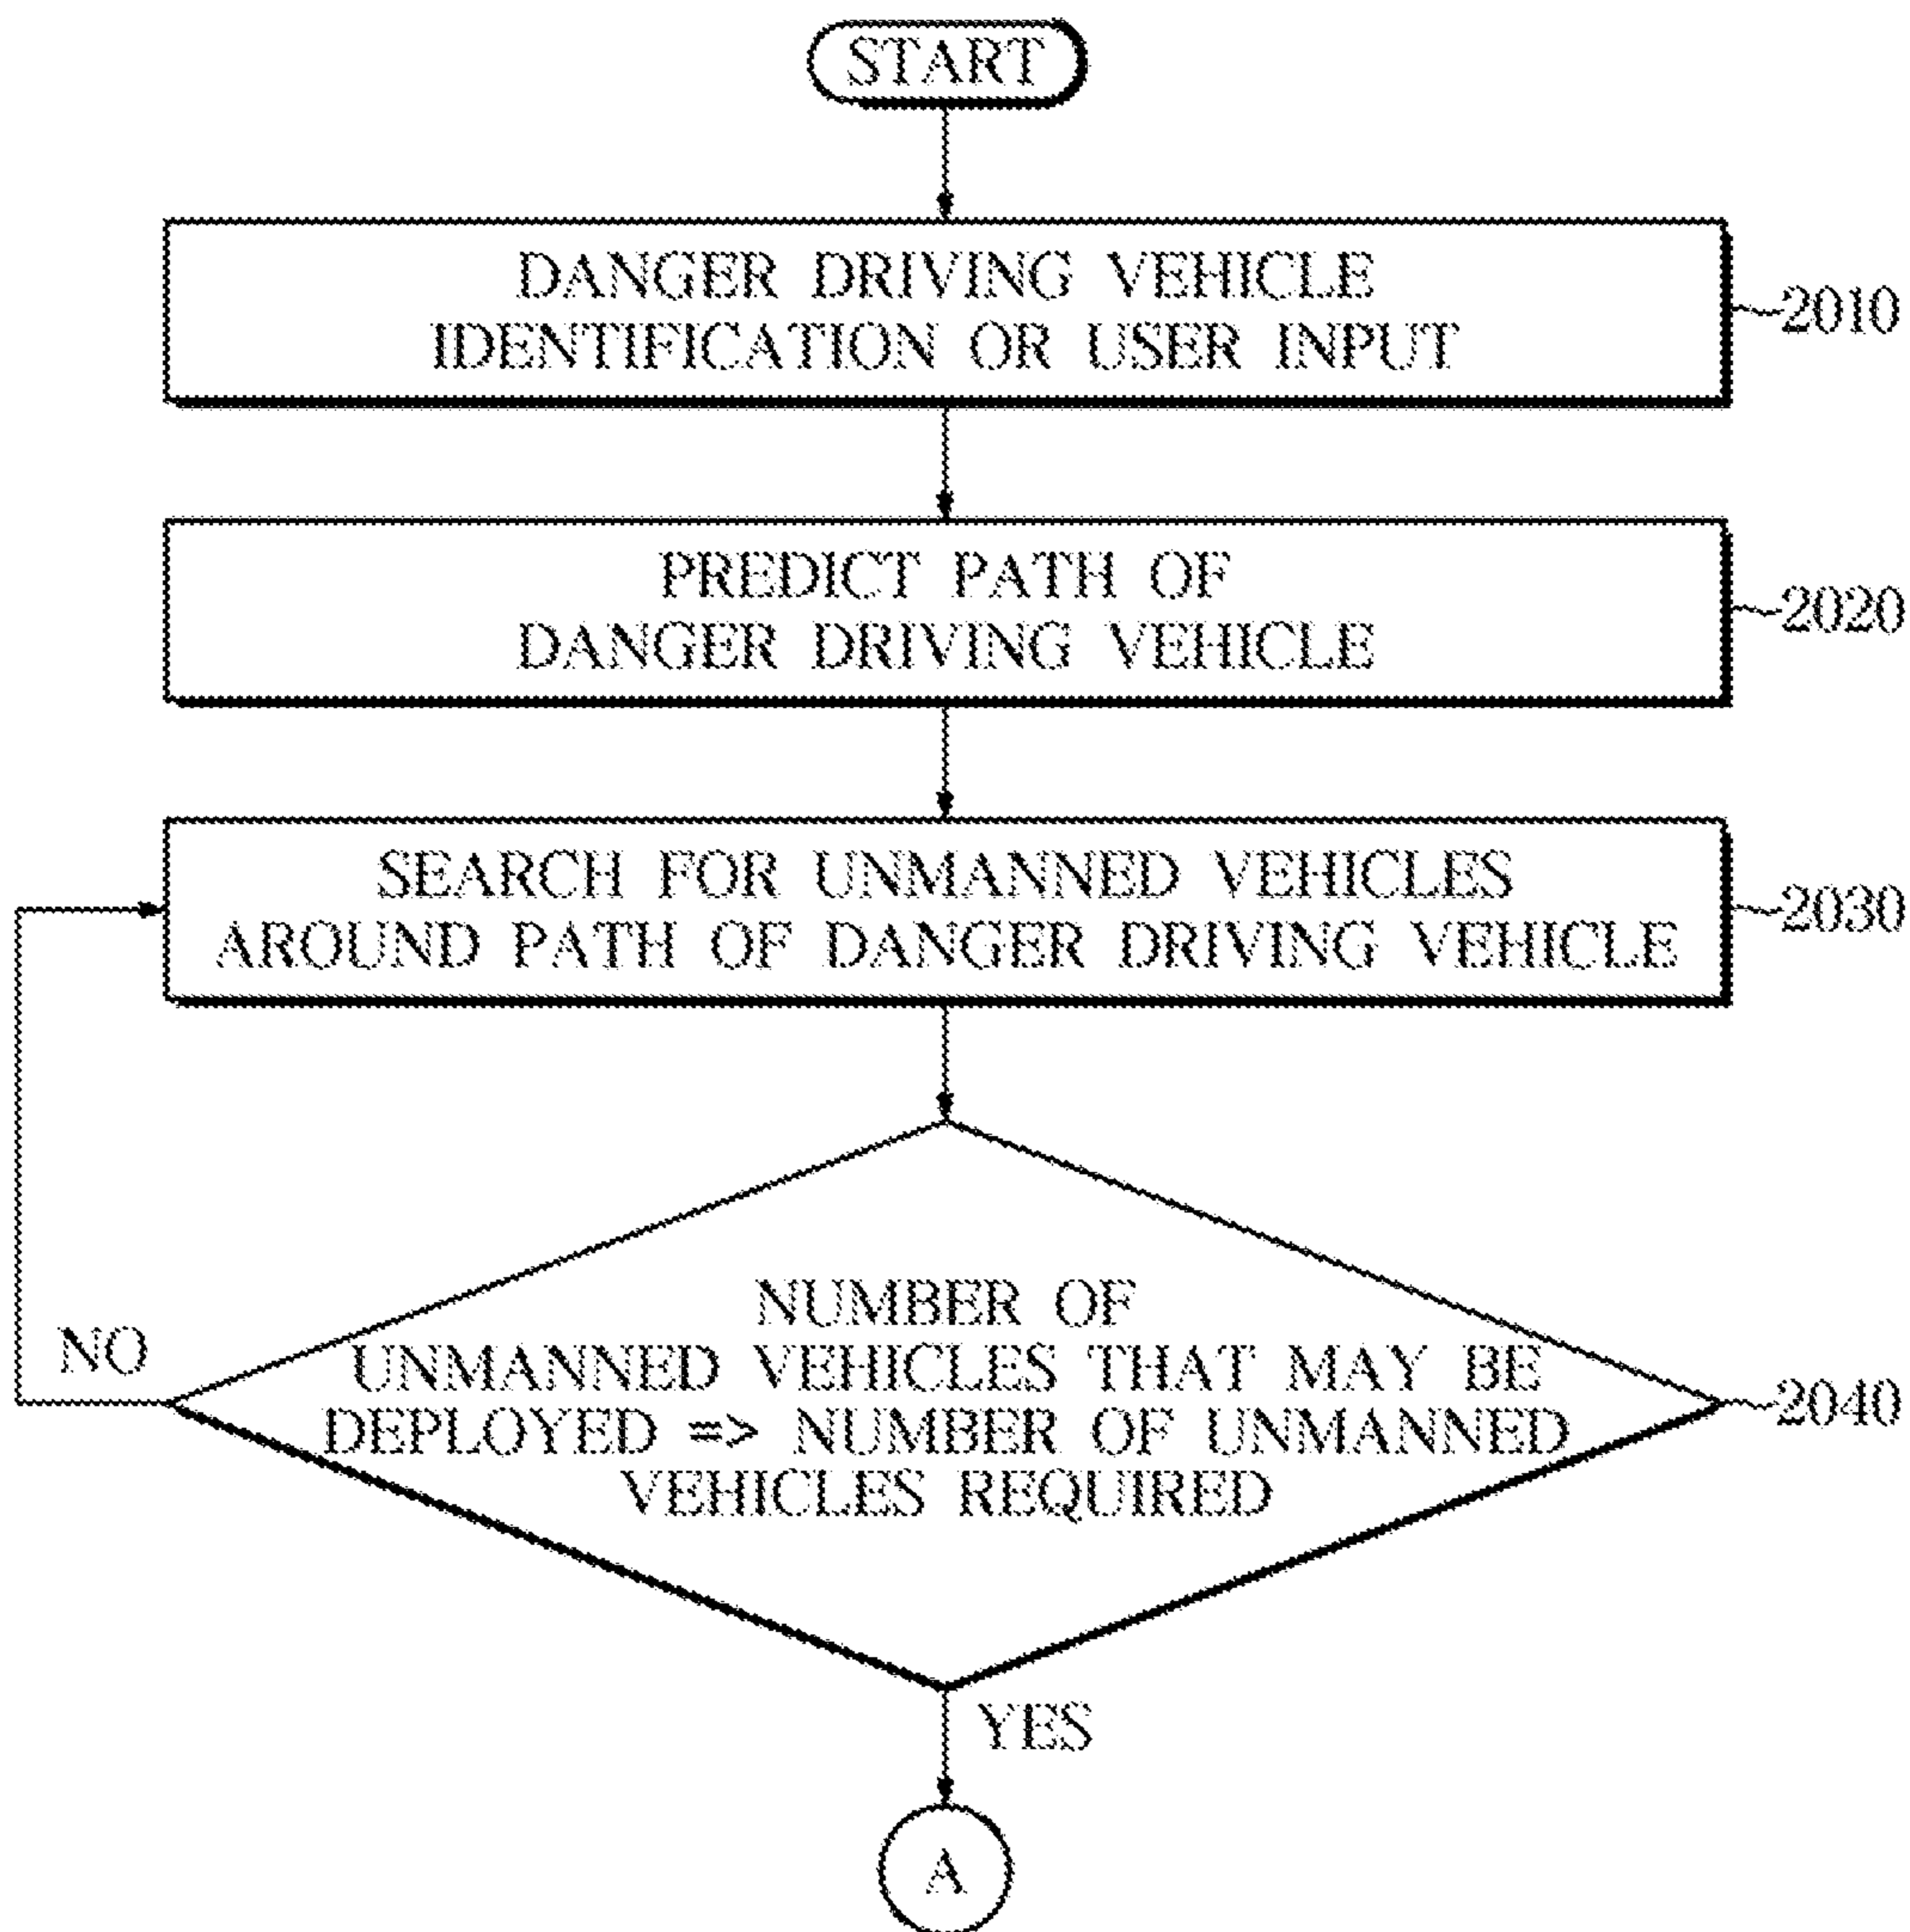 START
DANGER DRIVING VEHICLE
IDENTIFICATION OR USER INPUT
2010
PREDICT PATH OF
DANGER DRIVING VEHICLE
2020
SEARCH FOR UNMANNED VEHICLES
AROUND PATH OF DANGER DRIVING VEHICLE
2030
NUMBER OF
UNMANNED VEHICLES THAT MAY BE
DEPLOYED => NUMBER OF UNMANNED
VEHICLES REQUIRED
2040
NO
YES
A